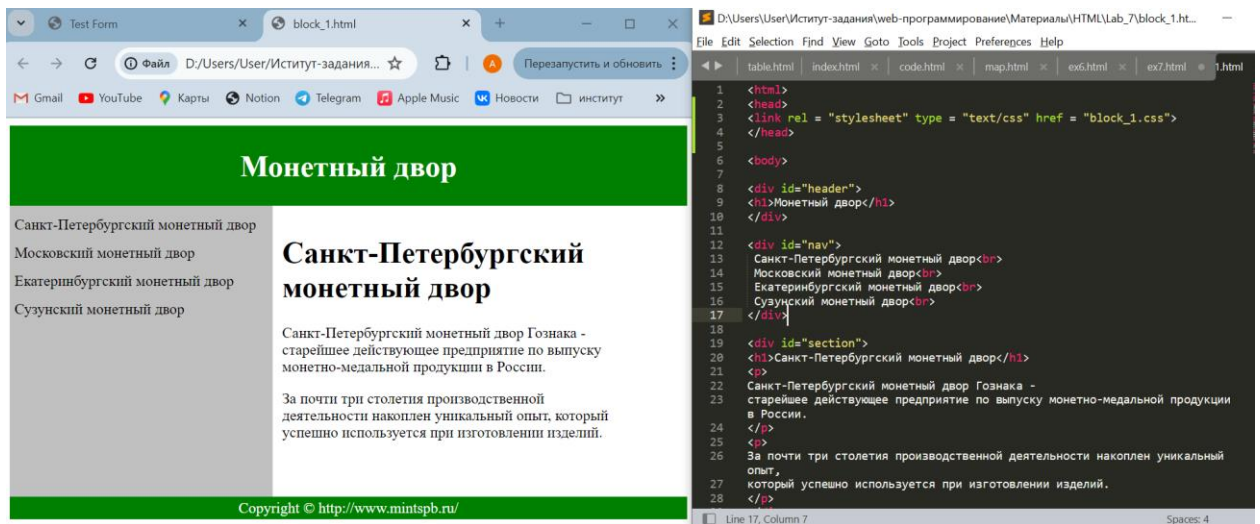 Test Form
block_1.html
Файл D:/Users/User/Иститут-задания...
Перезапустить и обновить
Gmail YouTube Карты Notion Telegram Apple Music Новости институт
Монетный двор
Санкт-Петербургский монетный двор
Московский монетный двор
Екатеринбургский монетный двор
Сузунский монетный двор
Санкт-Петербургский
монетный двор
Санкт-Петербургский монетный двор Гознака -
старейшее действующее предприятие по выпуску
монетно-медальной продукции в России.
За почти три столетия производственной
деятельности накоплен уникальный опыт, который
успешно используется при изготовлении изделий.
Copyright © http://www.mintspb.ru/
D:\Users\User\Иститут-задания\web-программирование\Материалы\HTML\Lab_7\block_1.ht...
File Edit Selection Find View Goto Tools Project Preferences Help
table.html index.html code.html map.html ex6.html ex7.html 1.html
1 <html>
2 <head>
3 <link rel = "stylesheet" type = "text/css" href = "block_1.css">
4 </head>
5
6 <body>
7
8 <div id="header">
9 <h1>Монетный двор</h1>
10 </div>
11
12 <div id="nav">
13 Санкт-Петербургский монетный двор<br>
14 Московский монетный двор<br>
15 Екатеринбургский монетный двор<br>
16 Сузунский монетный двор<br>
17 </div>
18
19 <div id="section">
20 <h1>Санкт-Петербургский монетный двор</h1>
21 <p>
22 Санкт-Петербургский монетный двор Гознака -
23 старейшее действующее предприятие по выпуску монетно-медальной продукции
в России.
24 </p>
25 <p>
26 За почти три столетия производственной деятельности накоплен уникальный
опыт,
27 который успешно используется при изготовлении изделий.
28 </p>
Line 17, Column 7
Spaces: 4